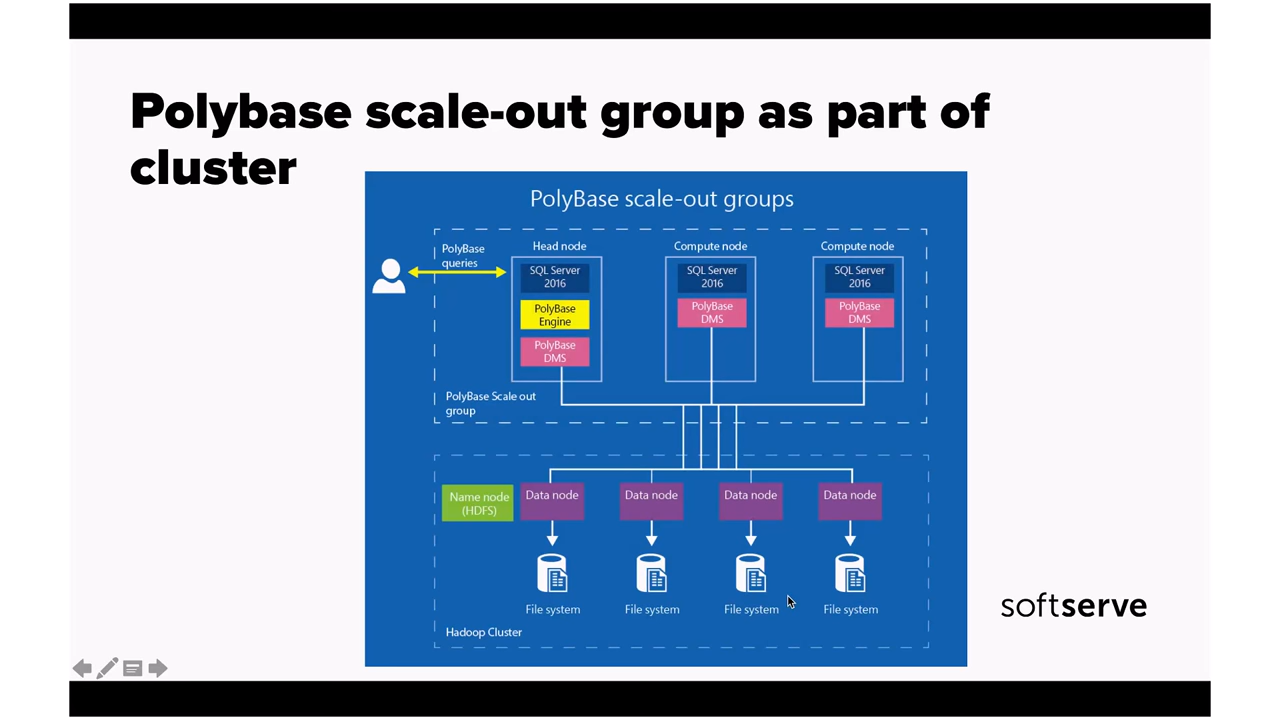 Polybase scale-out group as part of
cluster
PolyBase scale-out groups
PolyBase
queries
Head node
SQL Server
2016
PolyBase
Engine
PolyBase
DMS
Compute node
SQL Server
2016
PolyBase
DMS
Compute node
SQL Server
2016
PolyBase
DMS
PolyBase Scale out
group
Name node
(HDFS)
Data node
Data node
Data node
Data node
File system
File system
File system
File system
Hadoop Cluster
softserve